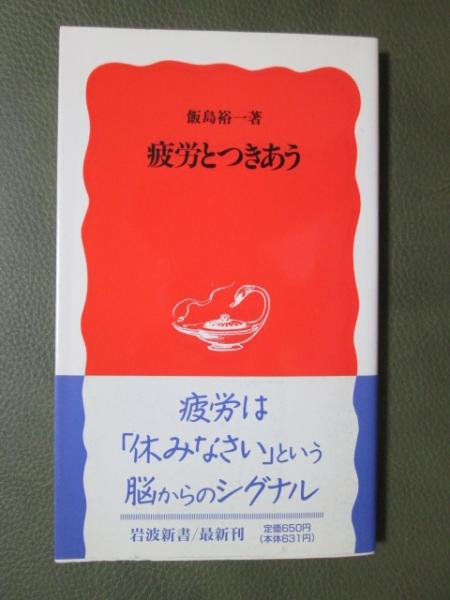 飯島裕一著
疲労とつきあう
疲労は
「休みなさい」という
脳からのシグナル
岩波新書/最新刊
定価650円
(本体631円)